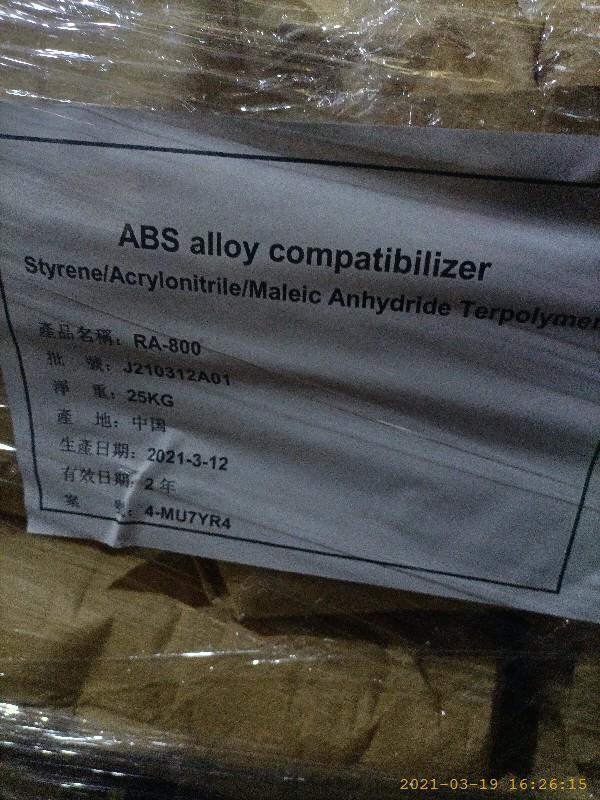 ABS alloy compatibilizer
Styrene/Acrylonitrile/Maleic Anhydride Terpolymer
產品名稱: RA-800
批 號: J210312A01
淨 重: 25KG
產 地: 中国
生產日期: 2021-3-12
有效日期: 2 年
案 號: 4-MU7YR4
2021-03-19 16:26:15